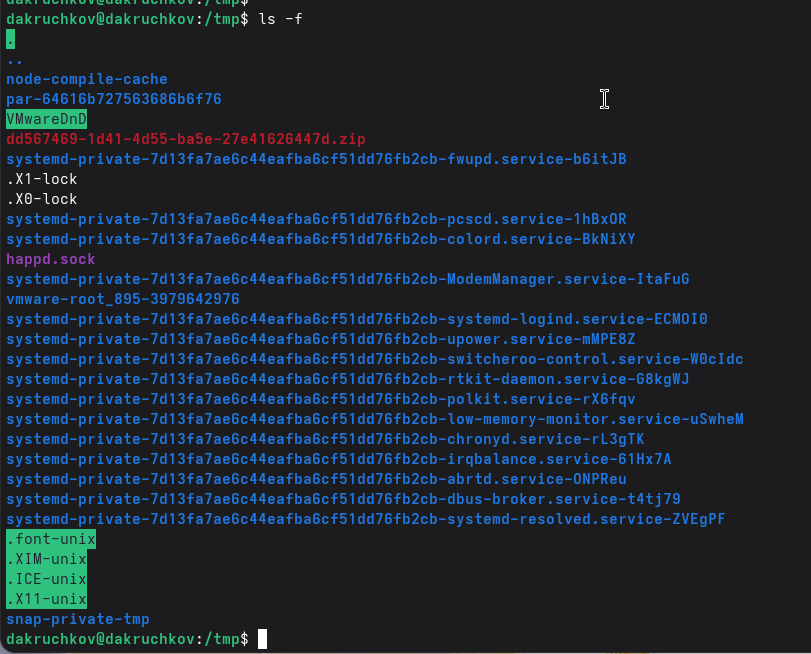 dakruchkov@dakruchkov:/tmp$
dakruchkov@dakruchkov:/tmp$ ls -f
.
..
node-compile-cache
par-64616b727563686b6f76
VMwareDnD
dd567469-1d41-4d55-ba5e-27e41626447d.zip
systemd-private-7d13fa7ae6c44eafba6cf51dd76fb2cb-fwupd.service-b6itJB
.X1-lock
.X0-lock
systemd-private-7d13fa7ae6c44eafba6cf51dd76fb2cb-pcscd.service-1hBxOR
systemd-private-7d13fa7ae6c44eafba6cf51dd76fb2cb-colord.service-BkNiXY
happd.sock
systemd-private-7d13fa7ae6c44eafba6cf51dd76fb2cb-ModemManager.service-ItaFuG
vmware-root_895-3979642976
systemd-private-7d13fa7ae6c44eafba6cf51dd76fb2cb-systemd-logind.service-ECMOI0
systemd-private-7d13fa7ae6c44eafba6cf51dd76fb2cb-upower.service-mMPE8Z
systemd-private-7d13fa7ae6c44eafba6cf51dd76fb2cb-switcheroo-control.service-W0cIdc
systemd-private-7d13fa7ae6c44eafba6cf51dd76fb2cb-rtkit-daemon.service-G8kgWJ
systemd-private-7d13fa7ae6c44eafba6cf51dd76fb2cb-polkit.service-rX6fqv
systemd-private-7d13fa7ae6c44eafba6cf51dd76fb2cb-low-memory-monitor.service-uSwheM
systemd-private-7d13fa7ae6c44eafba6cf51dd76fb2cb-chronyd.service-rL3gTK
systemd-private-7d13fa7ae6c44eafba6cf51dd76fb2cb-irqbalance.service-61Hx7A
systemd-private-7d13fa7ae6c44eafba6cf51dd76fb2cb-abrtd.service-ONPReu
systemd-private-7d13fa7ae6c44eafba6cf51dd76fb2cb-dbus-broker.service-t4tj79
systemd-private-7d13fa7ae6c44eafba6cf51dd76fb2cb-systemd-resolved.service-ZVEgPF
.font-unix
.XIM-unix
.ICE-unix
.X11-unix
snap-private-tmp
dakruchkov@dakruchkov:/tmp$